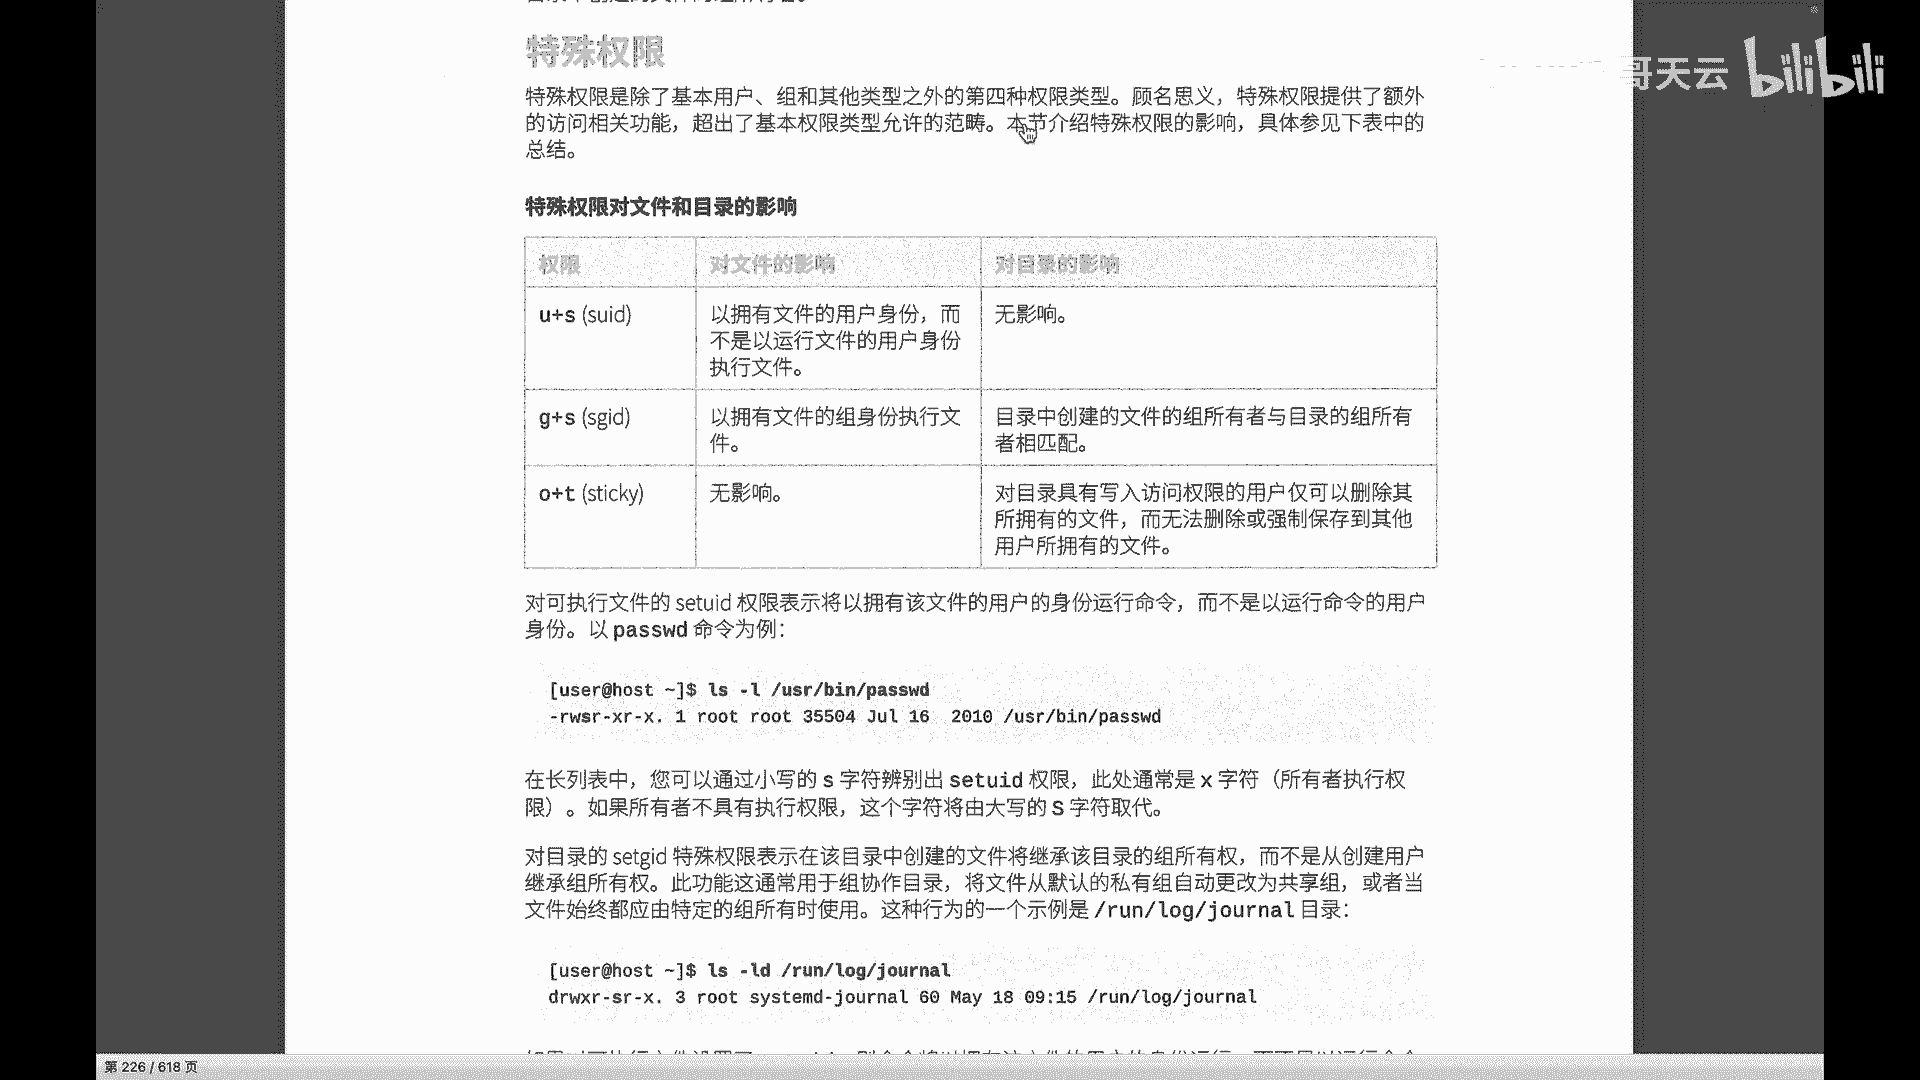 特殊权限
哥天云 bilibili
特殊权限是除了基本用户、组和其他类型之外的第四种权限类型。顾名思义，特殊权限提供了额外
的访问相关功能，超出了基本权限类型允许的范畴。本节介绍特殊权限的影响，具体参见下表中的
总结。
特殊权限对文件和目录的影响
权限 对文件的影响 对目录的影响
u+s (suid) 以拥有文件的用户身份，而 无影响。
不是以运行文件的用户身份
执行文件。
g+s (sgid) 以拥有文件的组身份执行文 目录中创建的文件的组所有者与目录的组所有
件。 者相匹配。
o+t (sticky) 无影响。 对目录具有写入访问权限的用户仅可以删除其
所拥有的文件，而无法删除或强制保存到其他
用户所拥有的文件。
对可执行文件的 setuid 权限表示将以拥有该文件的用户的身份运行命令，而不是以运行命令的用户
身份。以 passwd 命令为例：
[user@host ~]$ ls -l /usr/bin/passwd
-rwsr-xr-x. 1 root root 35504 Jul 16  2010 /usr/bin/passwd
在长列表中，您可以通过小写的 s 字符辨别出 setuid 权限，此处通常是 x 字符（所有者执行权
限）。如果所有者不具有执行权限，这个字符将由大写的 S 字符取代。
对目录的 setgid 特殊权限表示在该目录中创建的文件将继承该目录的组所有权，而不是从创建用户
继承组所有权。此功能这通常用于组协作目录，将文件从默认的私有组自动更改为共享组，或者当
文件始终都应由特定的组所有时使用。这种行为的一个示例是 /run/log/journal 目录：
[user@host ~]$ ls -ld /run/log/journal
drwxr-sr-x. 3 root systemd-journal 60 May 18 09:15 /run/log/journal
第 226 / 618 页